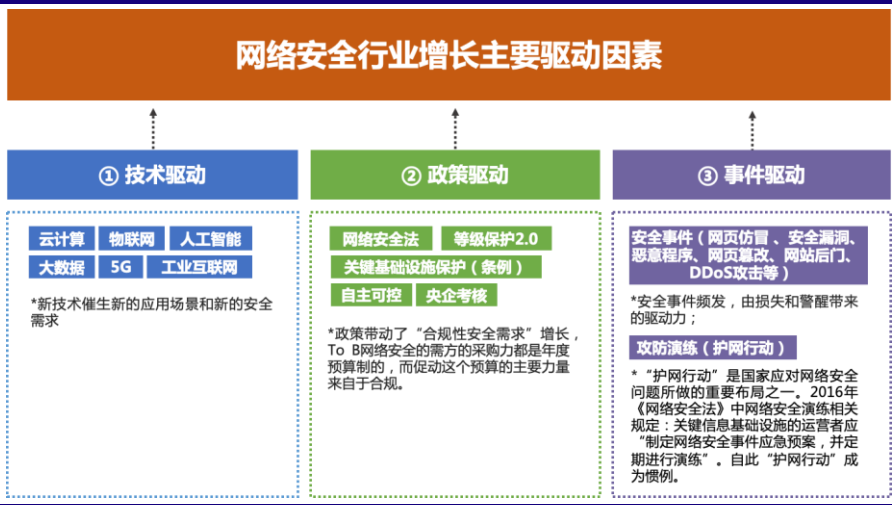 网络安全行业增长主要驱动因素
① 技术驱动
云计算 物联网 人工智能
大数据 5G 工业互联网
*新技术催生新的应用场景和新的安全
需求
② 政策驱动
网络安全法 等级保护2.0
关键基础设施保护（条例）
自主可控 央企考核
*政策带动了“合规性安全需求”增长，
To B网络安全的需方的采购力都是年度
预算制的，而促动这个预算的主要力量
来自于合规。
③ 事件驱动
安全事件（网页仿冒、安全漏洞、
恶意程序、网页篡改、网站后门、
DDoS攻击等）
*安全事件频发，由损失和警醒带来
的驱动力；
攻防演练（护网行动）
*“护网行动”是国家应对网络安全
问题所做的重要布局之一。2016年
《网络安全法》中网络安全演练相关
规定：关键信息基础设施的运营者应
“制定网络安全事件应急预案，并定
期进行演练”。自此“护网行动”成
为惯例。